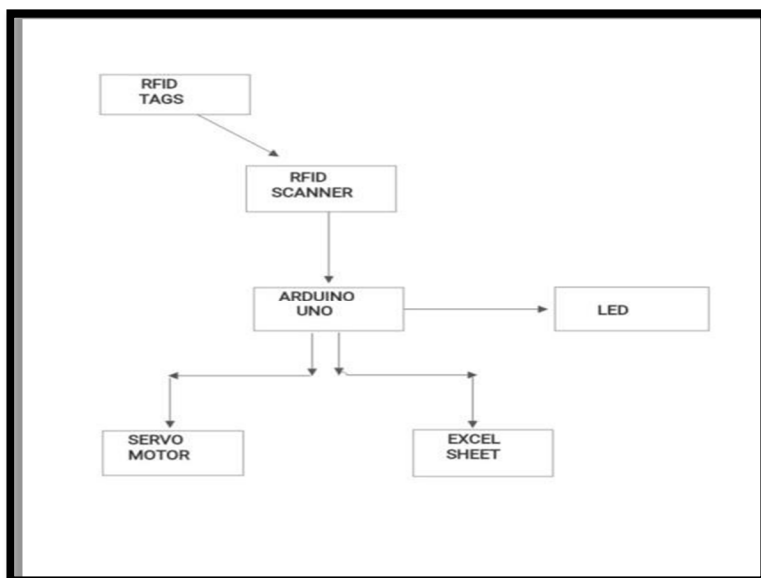 RFID
TAGS
RFID
SCANNER
ARDUINO
UNO
LED
SERVO
MOTOR
EXCEL
SHEET